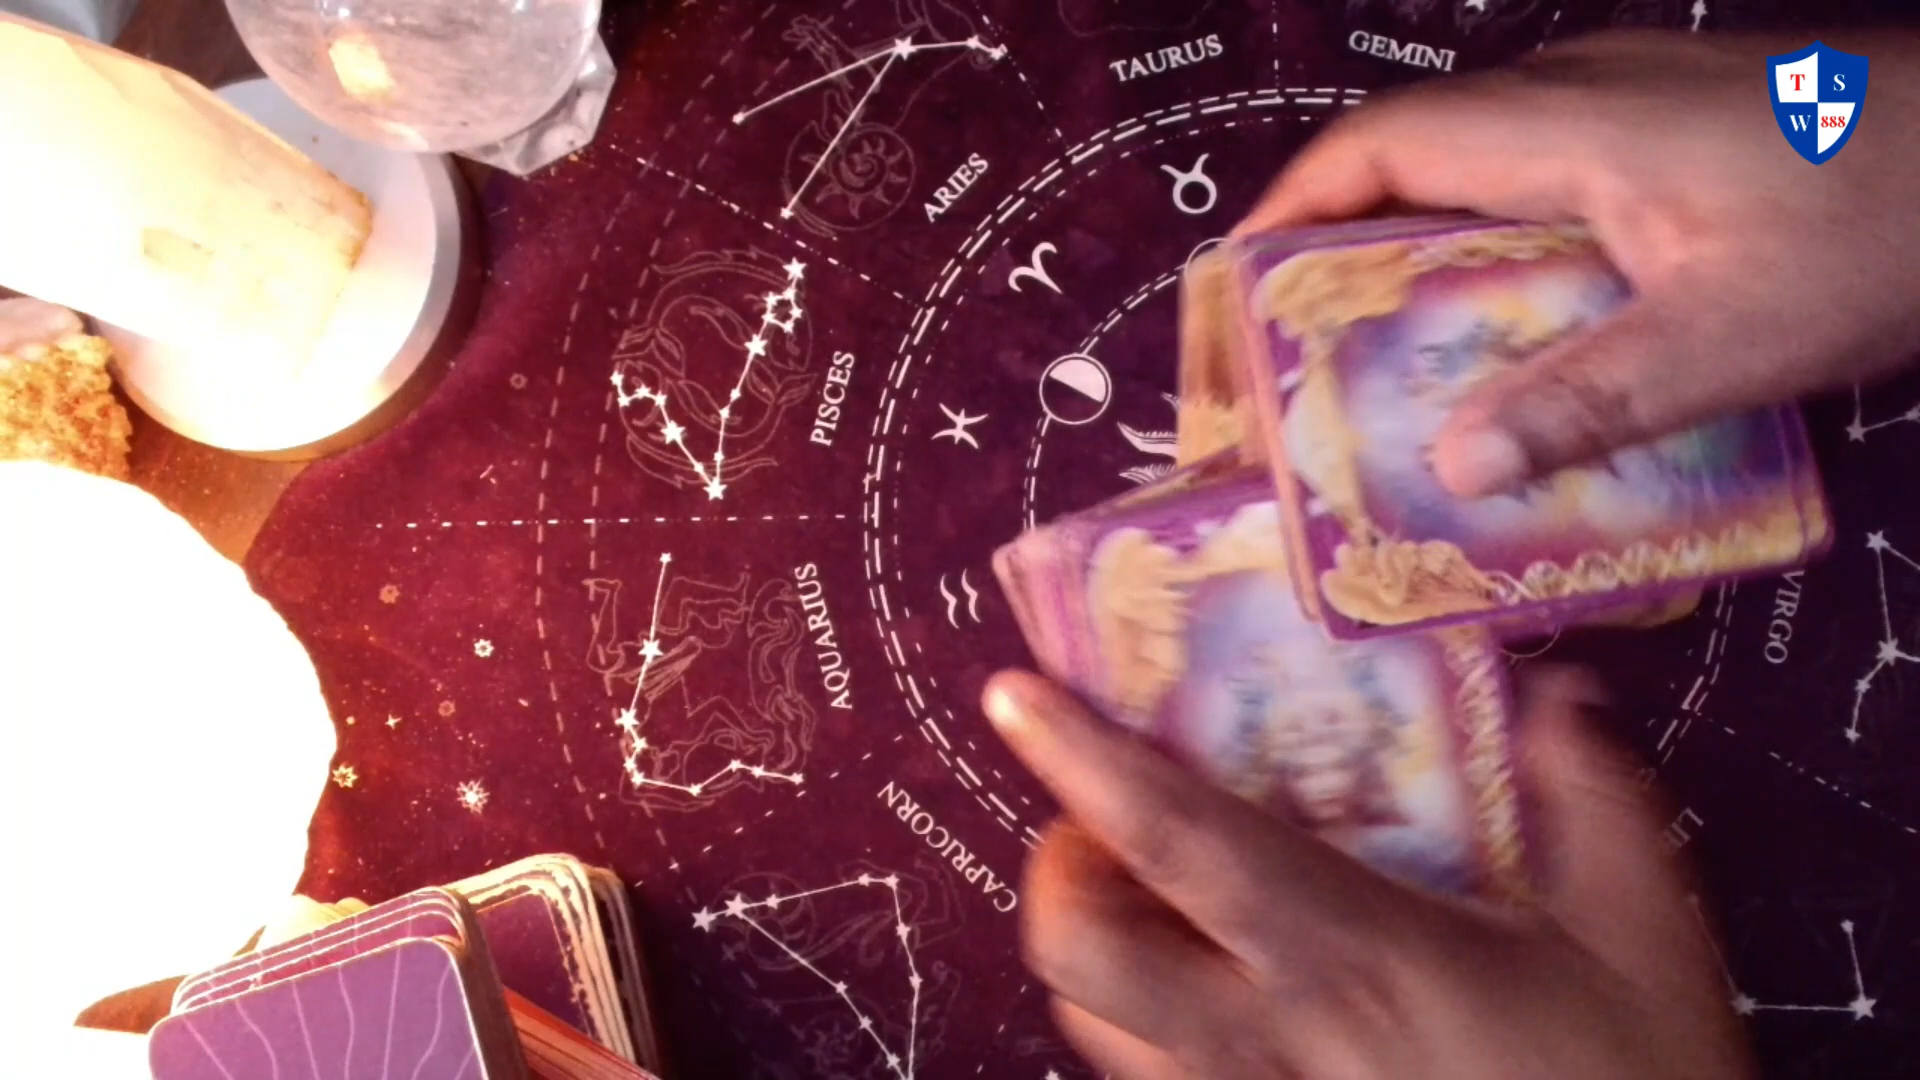 TAURUS
GEMINI
T S
W 888
ARIES
PISCES
AQUARIUS
VIRGO
CAPRICORN